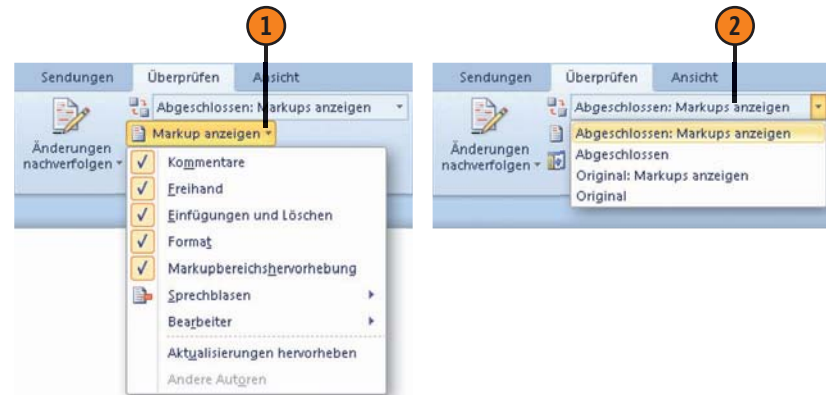 1
Sendungen Überprüfen Ansicht
Abgeschlossen: Markups anzeigen
Markup anzeigen
Änderungen
nachverfolgen
Kommentare
Freihand
Einfügungen und Löschen
Format
Markupbereichshervorhebung
Sprechblasen
Bearbeiter
Aktualisierungen hervorheben
Andere Autoren
2
Sendungen Überprüfen Ansicht
Abgeschlossen: Markups anzeigen
Änderungen
nachverfolgen
Abgeschlossen: Markups anzeigen
Abgeschlossen
Original: Markups anzeigen
Original